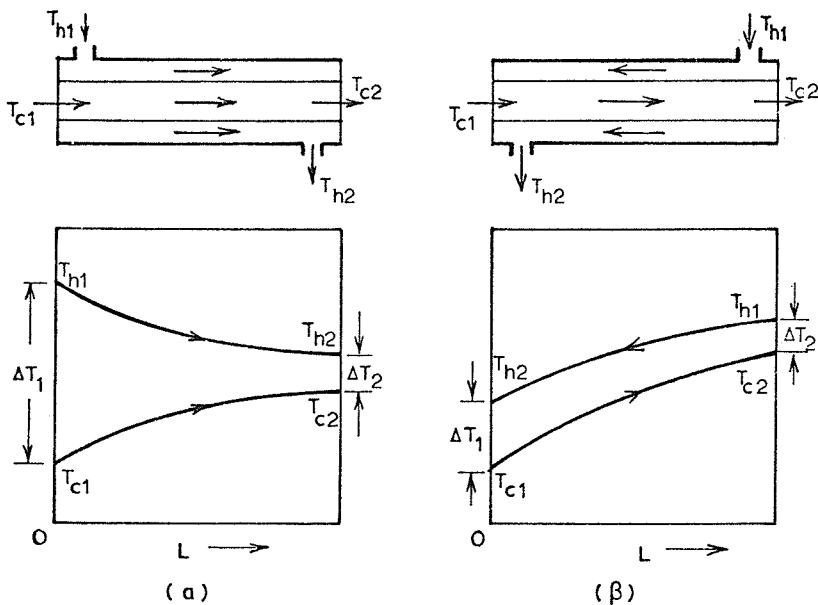 T_h1
T_c1
T_c2
T_h2
T_h1
T_c1
T_c2
T_h2
T_h1
T_h2
T_c2
T_c1
ΔT_1
ΔT_2
O
L
(α)
T_h1
T_h2
T_c2
T_c1
ΔT_1
ΔT_2
O
L
(β)